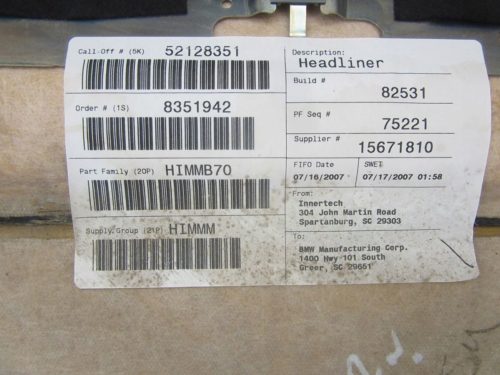 Call-Off # (5K) 52128351
Order # (1S) 8351942
Part Family (20P) HIMMB70
Supply Group (21P) HIMMM
Description:
Headliner
Build #
82531
PF Seq #
75221
Supplier #
15671810
FIFO Date SWET
07/16/2007 07/17/2007 01:58
From:
Innertech
304 John Martin Road
Spartanburg, SC 29303
To:
BMW Manufacturing Corp.
1400 Hwy 101 South
Greer, SC 29651